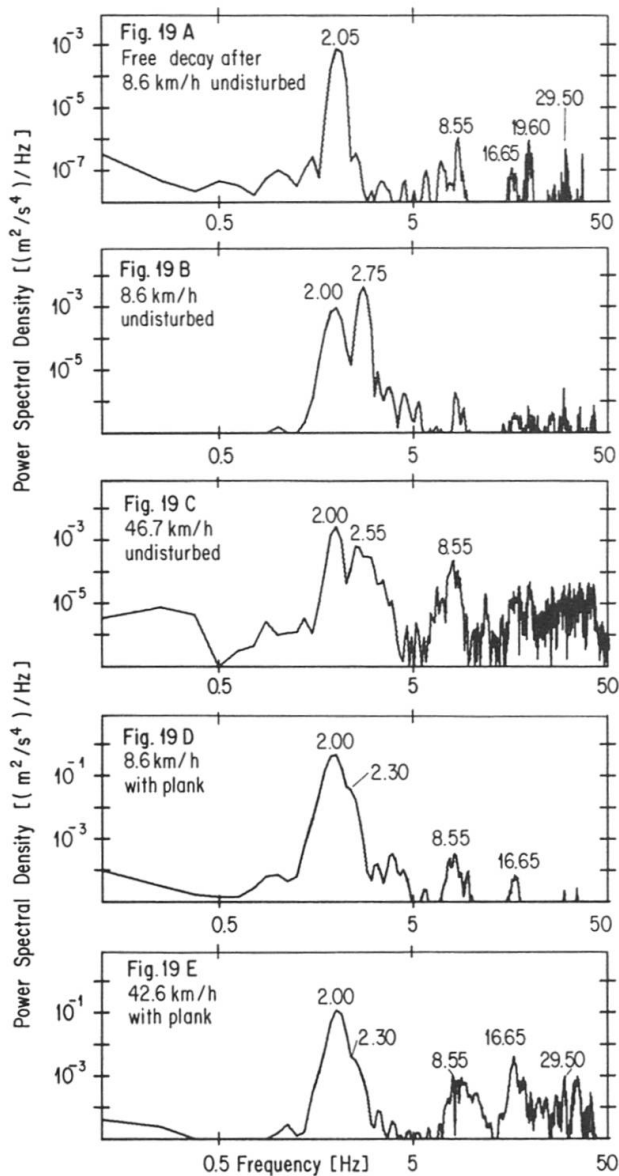 Power Spectral Density [(m²/s⁴)/Hz]
Fig. 19 A
Free decay after
8.6 km/h undisturbed
10⁻³
10⁻⁵
10⁻⁷
2.05
8.55
16.65
19.60
29.50
0.5
5
50
Fig. 19 B
8.6 km/h
undisturbed
10⁻³
10⁻⁵
2.00
2.75
0.5
5
50
Fig. 19 C
46.7 km/h
undisturbed
10⁻³
10⁻⁵
2.00
2.55
8.55
0.5
5
50
Power Spectral Density [(m²/s⁴)/Hz]
Fig. 19 D
8.6 km/h
with plank
10⁻¹
10⁻³
2.00
2.30
8.55
16.65
0.5
5
50
Fig. 19 E
42.6 km/h
with plank
10⁻¹
10⁻³
2.00
2.30
8.55
16.65
29.50
0.5 Frequency [Hz] 5 50